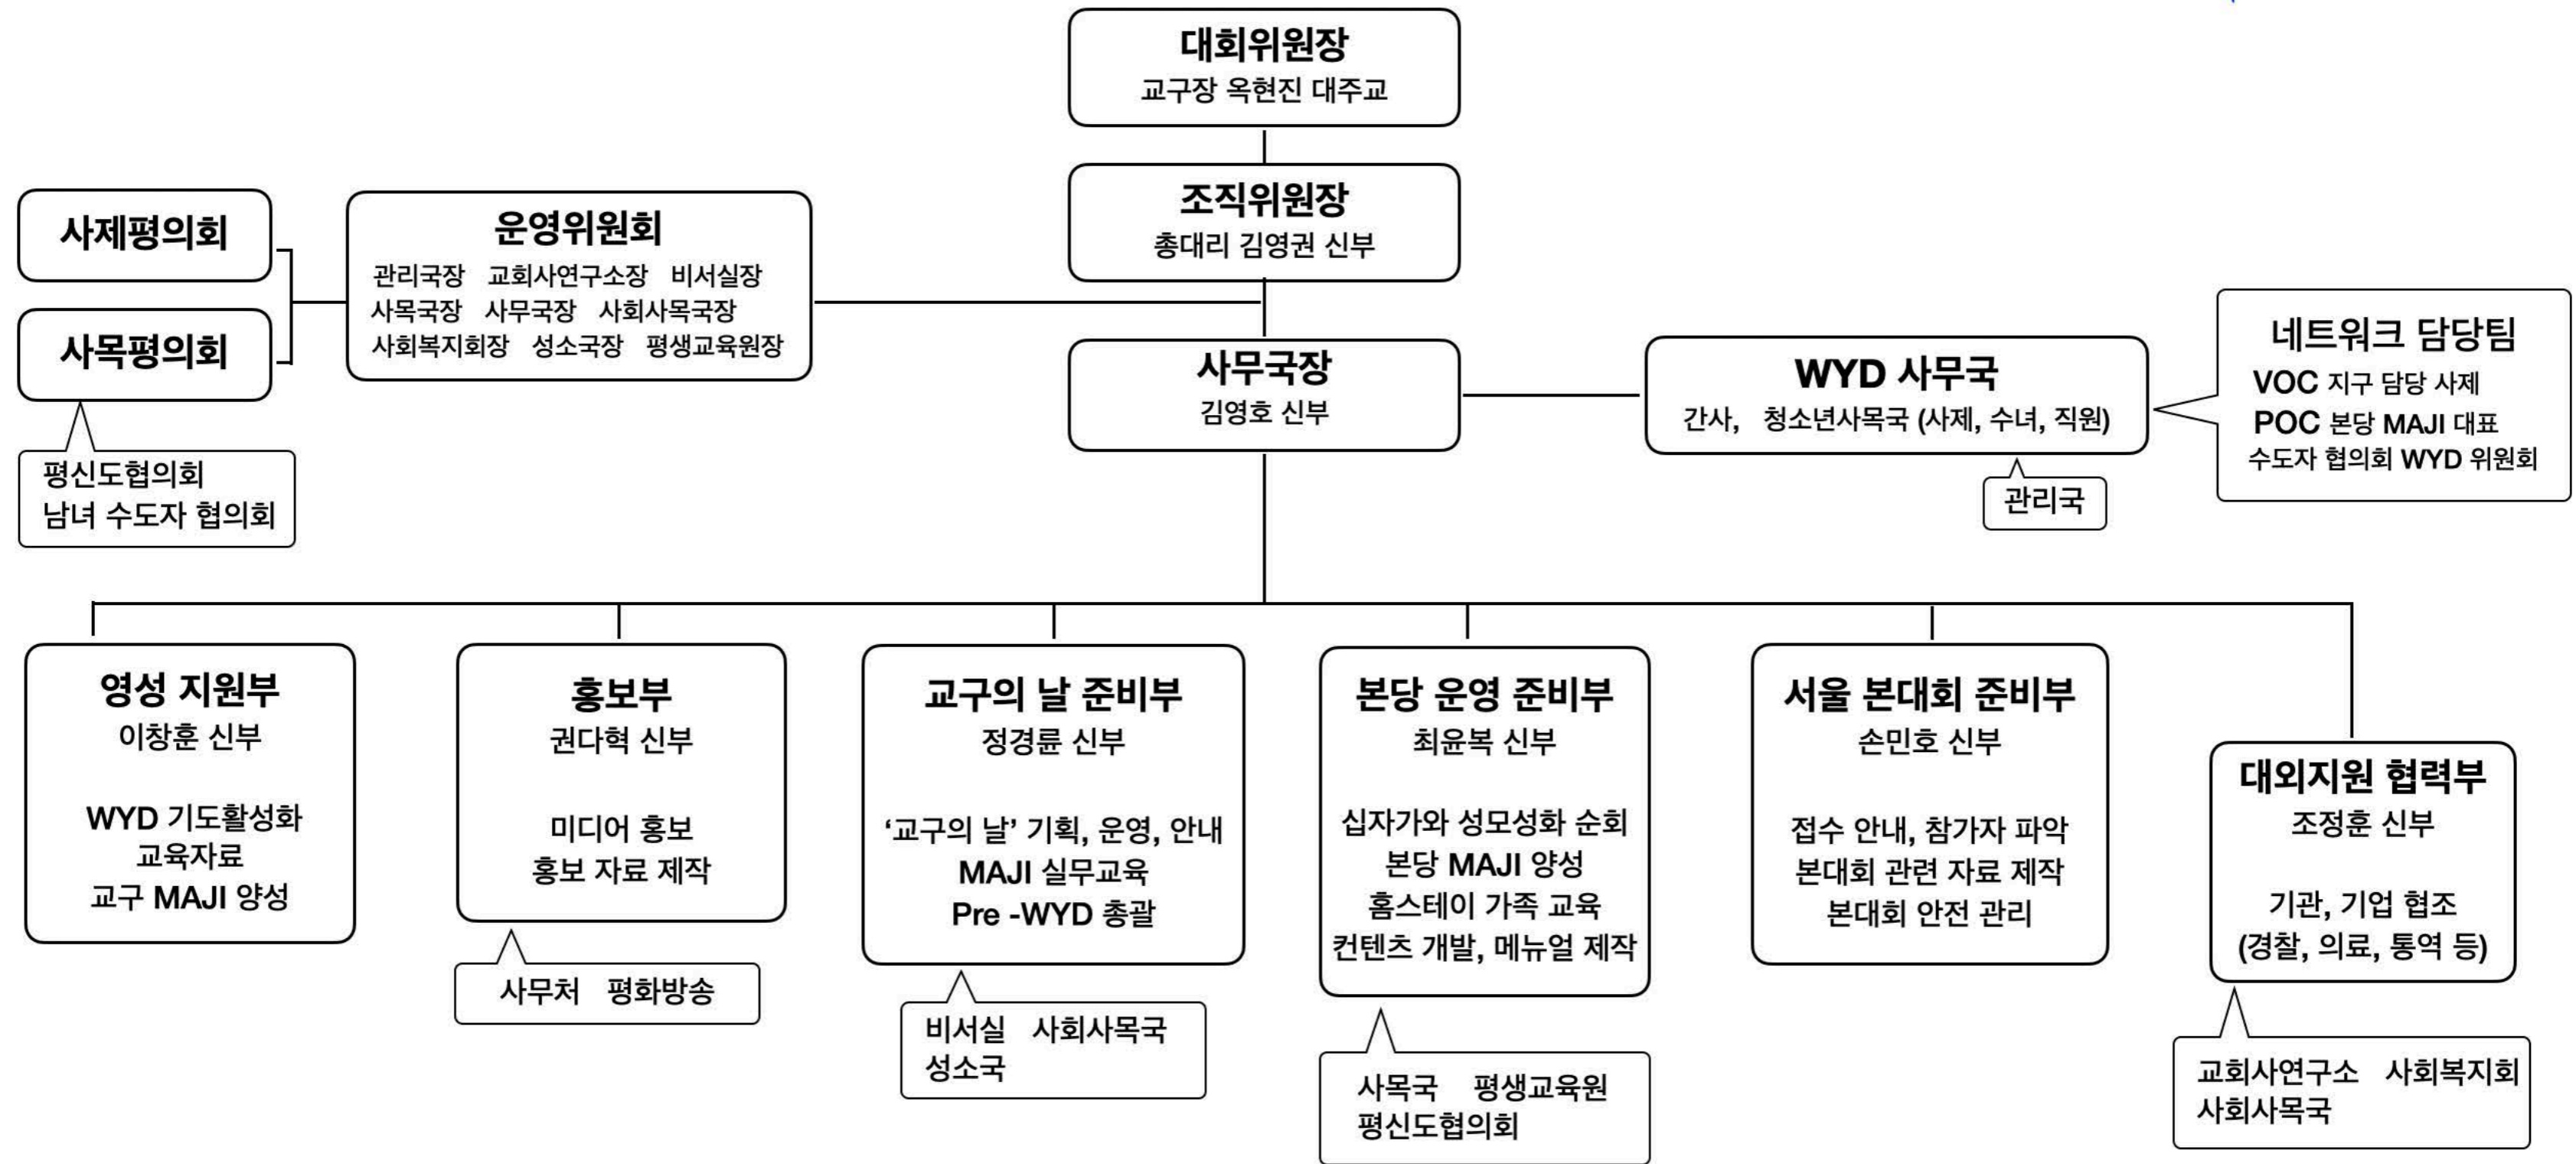 대회위원장
교구장 옥현진 대주교
조직위원장
총대리 김영권 신부
사제평의회
사목평의회
평신도협의회
남녀 수도자 협의회
운영위원회
관리국장 교회사연구소장 비서실장
사목국장 사무국장 사회사목국장
사회복지회장 성소국장 평생교육원장
사무국장
김영호 신부
WYD 사무국
간사, 청소년사목국 (사제, 수녀, 직원)
관리국
네트워크 담당팀
VOC 지구 담당 사제
POC 본당 MAJI 대표
수도자 협의회 WYD 위원회
영성 지원부
이창훈 신부
WYD 기도활성화
교육자료
교구 MAJI 양성
홍보부
권다혁 신부
미디어 홍보
홍보 자료 제작
사무처 평화방송
교구의 날 준비부
정경륜 신부
‘교구의 날’ 기획, 운영, 안내
MAJI 실무교육
Pre -WYD 총괄
비서실 사회사목국
성소국
본당 운영 준비부
최윤복 신부
십자가와 성모성화 순회
본당 MAJI 양성
홈스테이 가족 교육
컨텐츠 개발, 메뉴얼 제작
사목국 평생교육원
평신도협의회
서울 본대회 준비부
손민호 신부
접수 안내, 참가자 파악
본대회 관련 자료 제작
본대회 안전 관리
대외지원 협력부
조정훈 신부
기관, 기업 협조
(경찰, 의료, 통역 등)
교회사연구소 사회복지회
사회사목국